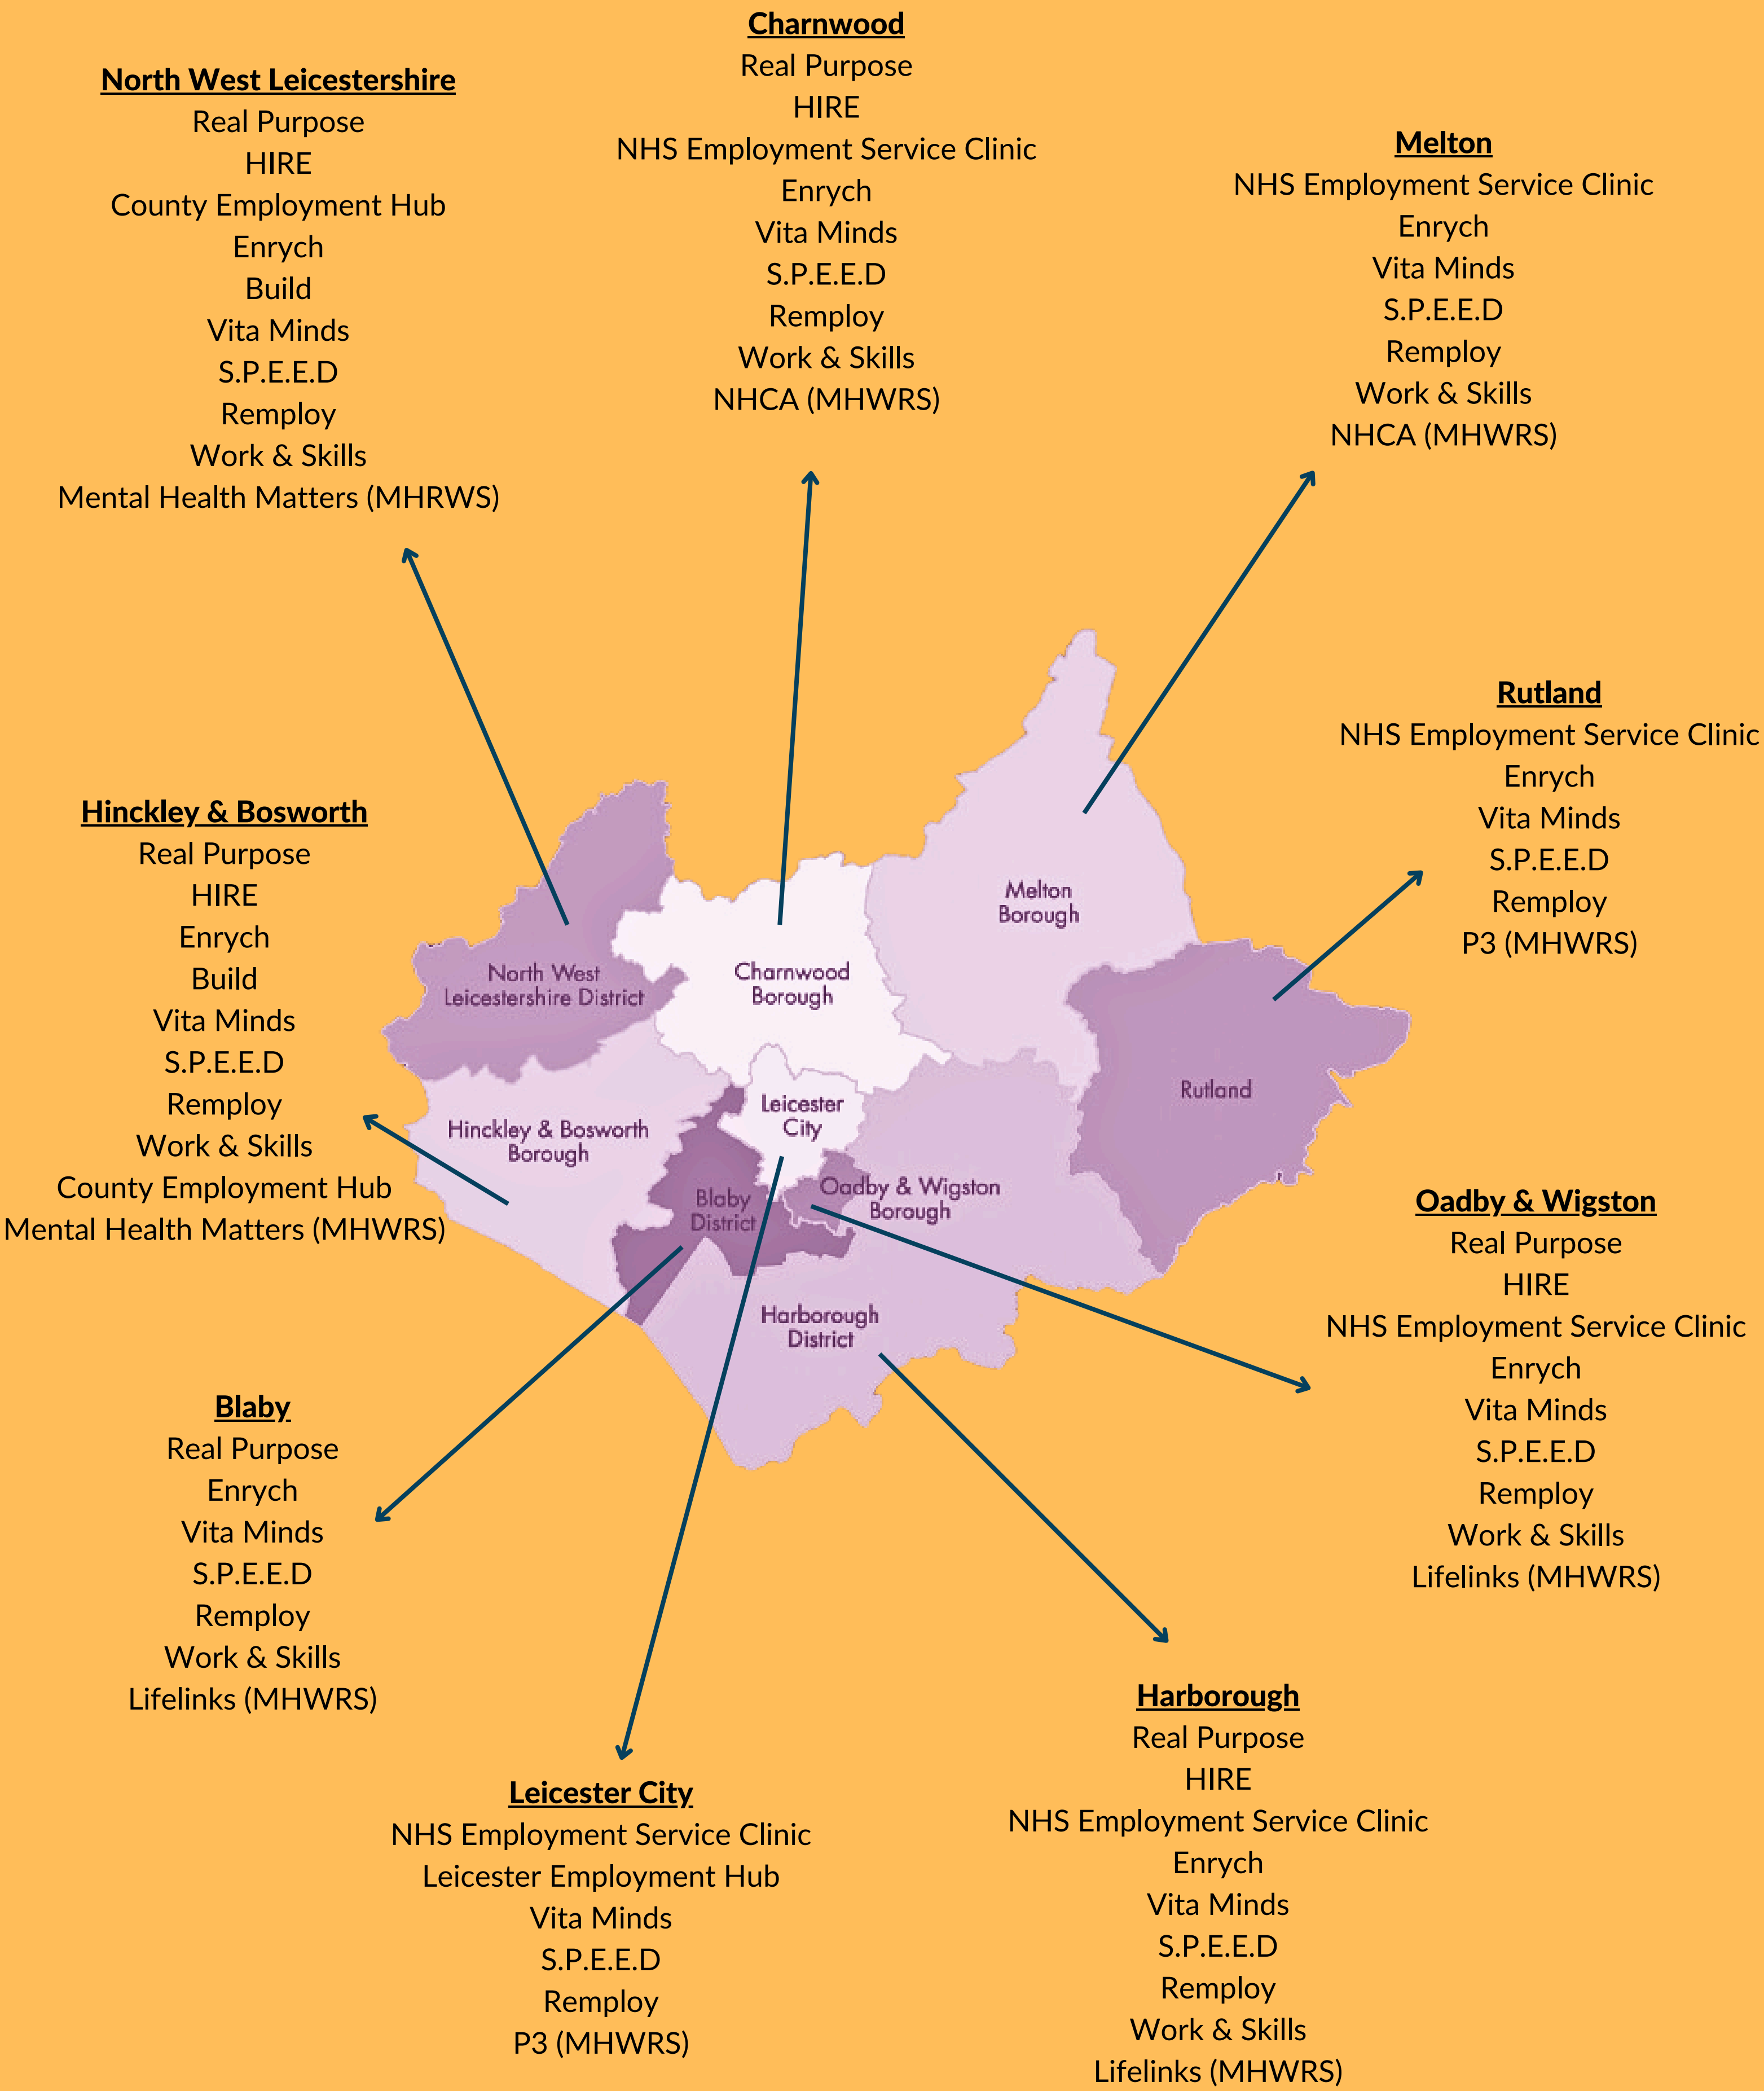 Charnwood
Real Purpose
HIRE
NHS Employment Service Clinic
Enrych
Vita Minds
S.P.E.E.D
Remploy
Work & Skills
NHCA (MHWRS)
North West Leicestershire
Real Purpose
HIRE
County Employment Hub
Enrych
Build
Vita Minds
S.P.E.E.D
Remploy
Work & Skills
Mental Health Matters (MHRWS)
Melton
NHS Employment Service Clinic
Enrych
Vita Minds
S.P.E.E.D
Remploy
Work & Skills
NHCA (MHWRS)
Rutland
NHS Employment Service Clinic
Enrych
Vita Minds
S.P.E.E.D
Remploy
P3 (MHWRS)
Hinckley & Bosworth
Real Purpose
HIRE
Enrych
Build
Vita Minds
S.P.E.E.D
Remploy
Work & Skills
County Employment Hub
Mental Health Matters (MHWRS)
Melton
Borough
North West
Leicestershire District
Charnwood
Borough
Rutland
Leicester
City
Hinckley & Bosworth
Borough
Blaby
District
Oadby & Wigston
Borough
Harborough
District
Oadby & Wigston
Real Purpose
HIRE
NHS Employment Service Clinic
Enrych
Vita Minds
S.P.E.E.D
Remploy
Work & Skills
Lifelinks (MHWRS)
Blaby
Real Purpose
Enrych
Vita Minds
S.P.E.E.D
Remploy
Work & Skills
Lifelinks (MHWRS)
Harborough
Real Purpose
HIRE
NHS Employment Service Clinic
Enrych
Vita Minds
S.P.E.E.D
Remploy
Work & Skills
Lifelinks (MHWRS)
Leicester City
NHS Employment Service Clinic
Leicester Employment Hub
Vita Minds
S.P.E.E.D
Remploy
P3 (MHWRS)